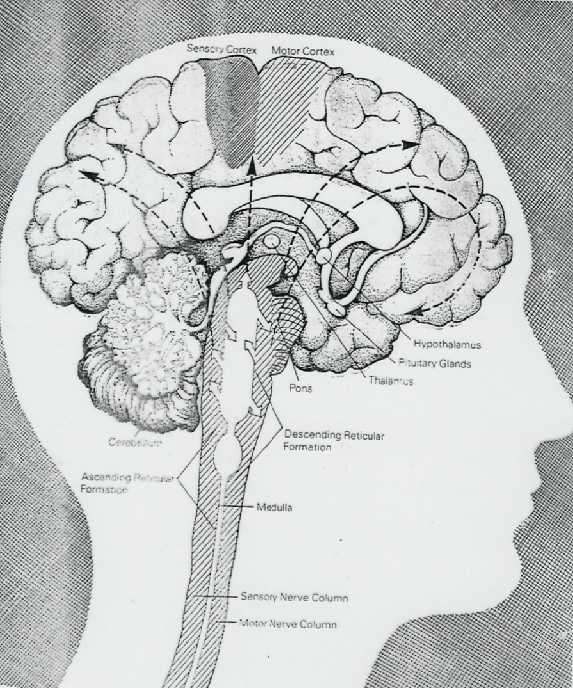 Sensory Cortex
Motor Cortex
Hypothalamus
Pituitary Glands
Thalamus
Pons
Cerebellum
Descending Reticular
Formation
Ascending Reticular
Formation
Medulla
Sensory Nerve Column
Motor Nerve Column